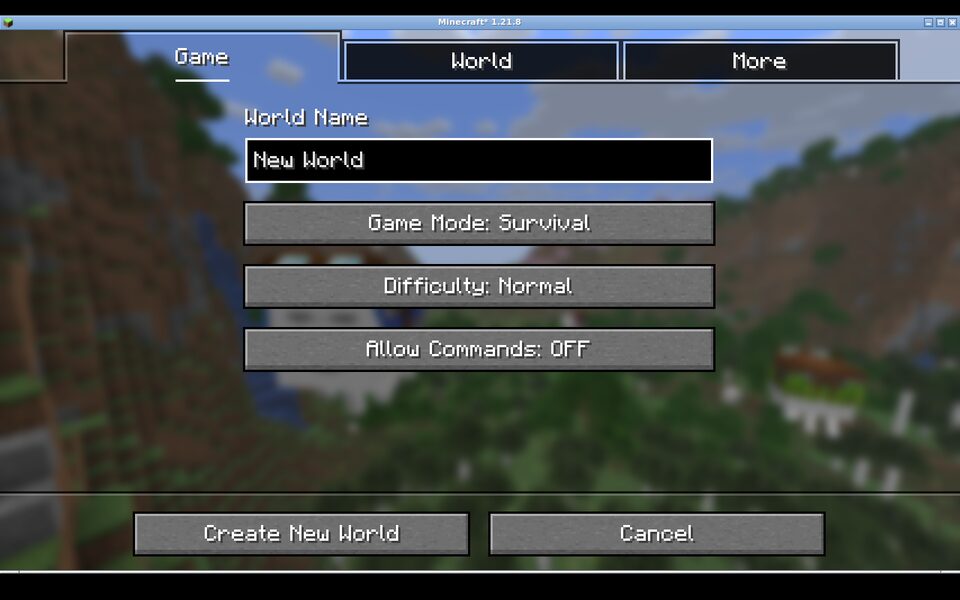 Minecraft* 1.21.8
Game
World
More
World Name
New World
Game Mode: Survival
Difficulty: Normal
Allow Commands: OFF
Create New World
Cancel